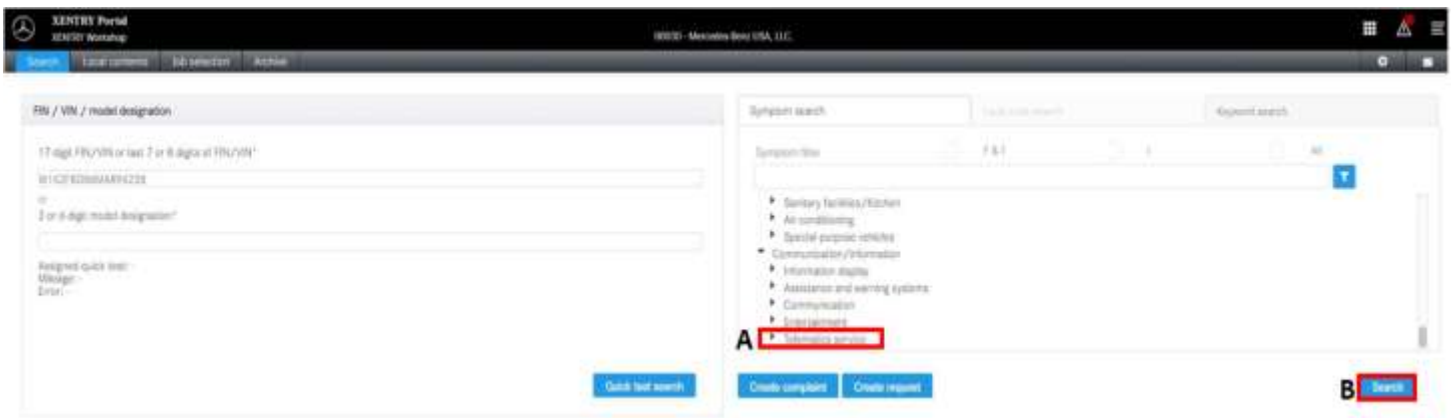 XENTRY Portal
XENTRY Workshop
Mercedes-Benz USA, LLC.
Search
Local contents
Job selection
Archive
FIN / VIN / model designation
17 digit FIN/VIN or last 7 or 8 digits of FIN/VIN*
or
3 or 6 digit model designation*
Assigned quick test: -
Mileage: -
Error: -
Quick test search
Symptom search
Keyword search
Symptom filter
All
Sanitary facilities/Kitchen
Air conditioning
Special purpose vehicles
Communication/Information
Information display
Assistance and warning systems
Communication
Entertainment
A
Telematics service
Create complaint
Create request
B
Search